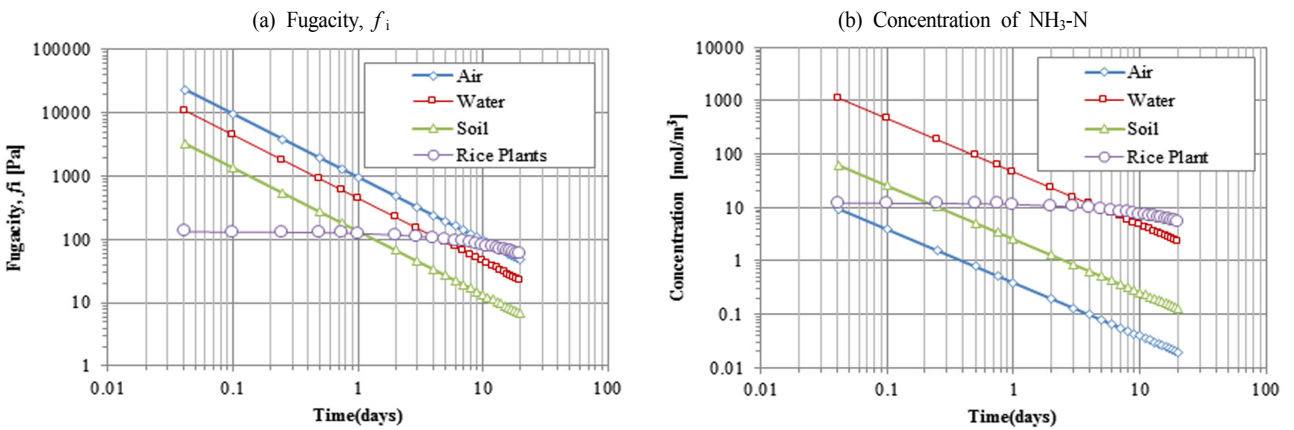 (a) Fugacity, f i
100000
10000
1000
100
10
1
0.01 0.1 1 10 100
Fugacity, fi [Pa]
Time(days)
Air
Water
Soil
Rice Plants
(b) Concentration of NH₃-N
10000
1000
100
10
1
0.1
0.01
0.01 0.1 1 10 100
Concentration [mol/m³]
Time(days)
Air
Water
Soil
Rice Plant